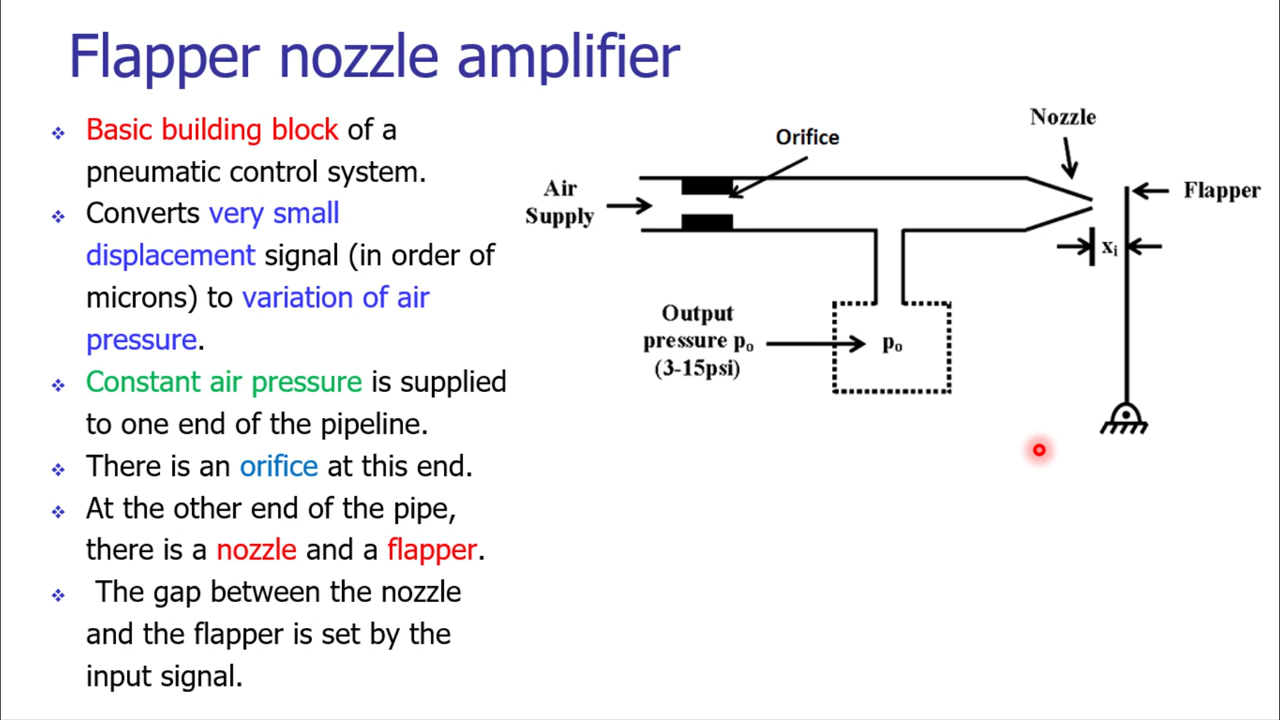 Flapper nozzle amplifier
❖ Basic building block of a
pneumatic control system.
❖ Converts very small
displacement signal (in order of
microns) to variation of air
pressure.
❖ Constant air pressure is supplied
to one end of the pipeline.
❖ There is an orifice at this end.
❖ At the other end of the pipe,
there is a nozzle and a flapper.
❖ The gap between the nozzle
and the flapper is set by the
input signal.
Nozzle
Orifice
Air
Supply
Flapper
xᵢ
Output
pressure pₒ
(3-15psi)
pₒ